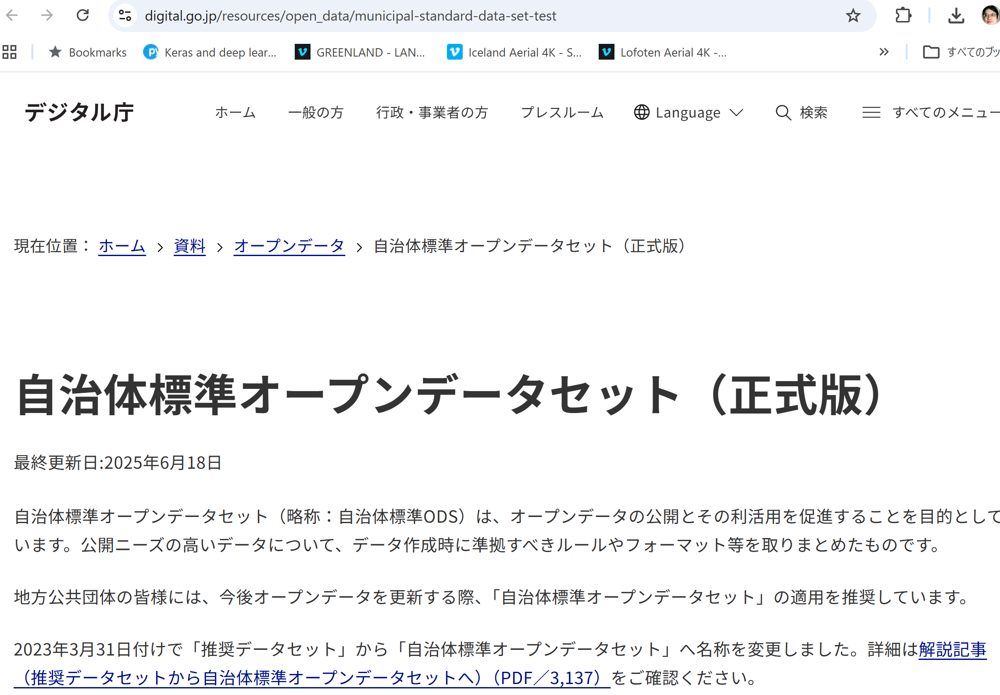 digital.go.jp/resources/open_data/municipal-standard-data-set-test
Bookmarks Keras and deep lear... GREENLAND - LAN... Iceland Aerial 4K - S... Lofoten Aerial 4K -... すべてのブッ
デジタル庁 ホーム 一般の方 行政・事業者の方 プレスルーム Language 検索 すべてのメニュー
現在位置： ホーム > 資料 > オープンデータ > 自治体標準オープンデータセット（正式版）
自治体標準オープンデータセット（正式版）
最終更新日:2025年6月18日
自治体標準オープンデータセット（略称：自治体標準ODS）は、オープンデータの公開とその利活用を促進することを目的として
います。公開ニーズの高いデータについて、データ作成時に準拠すべきルールやフォーマット等を取りまとめたものです。
地方公共団体の皆様には、今後オープンデータを更新する際、「自治体標準オープンデータセット」の適用を推奨しています。
2023年3月31日付けで「推奨データセット」から「自治体標準オープンデータセット」へ名称を変更しました。詳細は解説記事
（推奨データセットから自治体標準オープンデータセットへ）（PDF／3,137）をご確認ください。